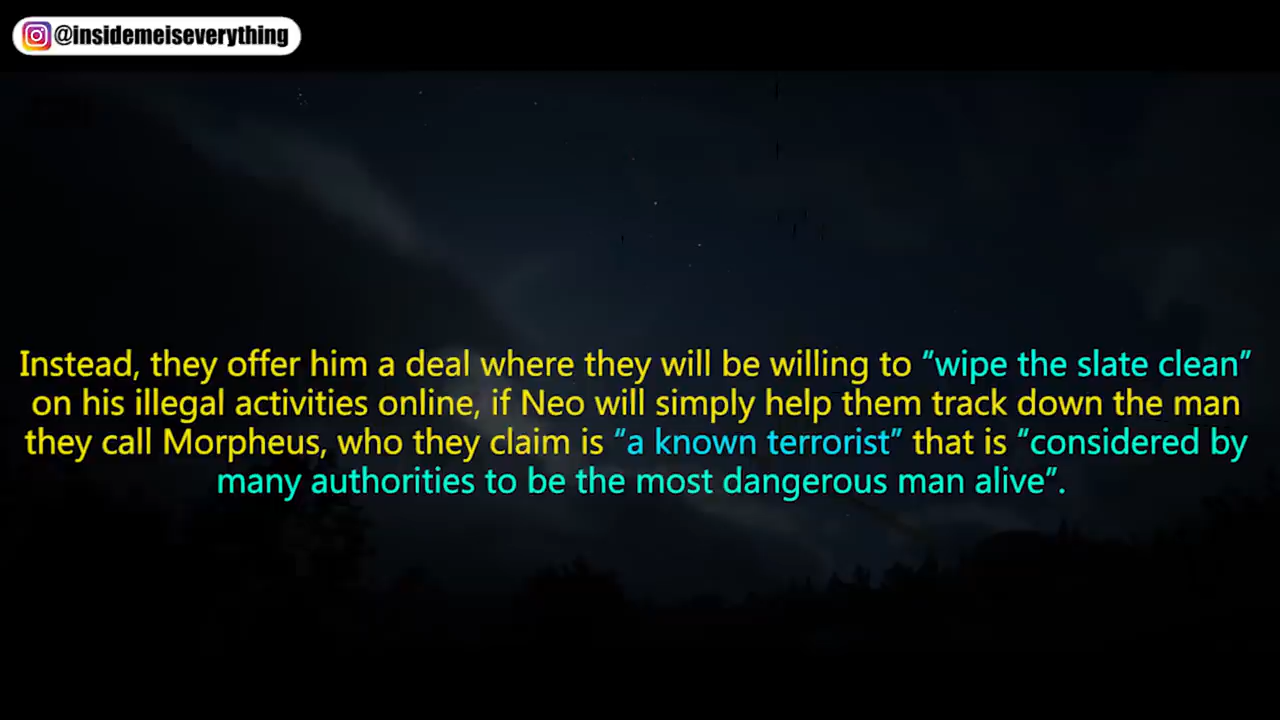 @insidemeiseverything
Instead, they offer him a deal where they will be willing to “wipe the slate clean”
on his illegal activities online, if Neo will simply help them track down the man
they call Morpheus, who they claim is “a known terrorist” that is “considered by
many authorities to be the most dangerous man alive”.